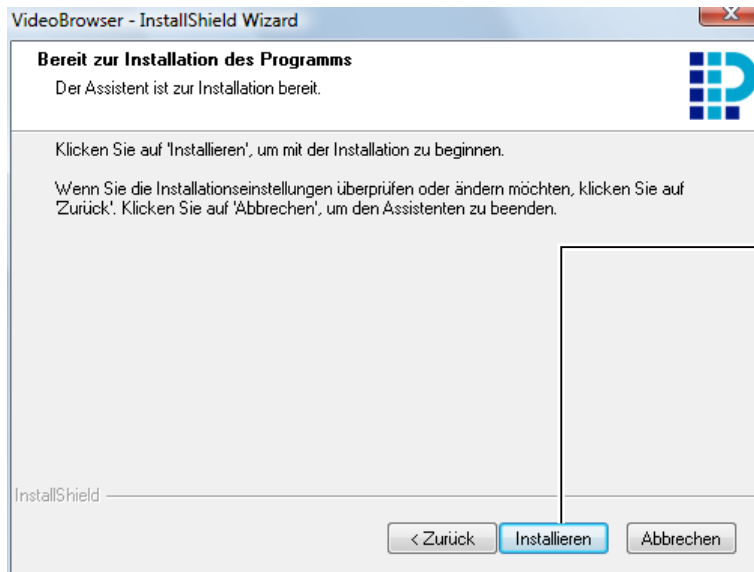 VideoBrowser - InstallShield Wizard
Bereit zur Installation des Programms
Der Assistent ist zur Installation bereit.
Klicken Sie auf 'Installieren', um mit der Installation zu beginnen.
Wenn Sie die Installationseinstellungen überprüfen oder ändern möchten, klicken Sie auf
'Zurück'. Klicken Sie auf 'Abbrechen', um den Assistenten zu beenden.
InstallShield
< Zurück Installieren Abbrechen